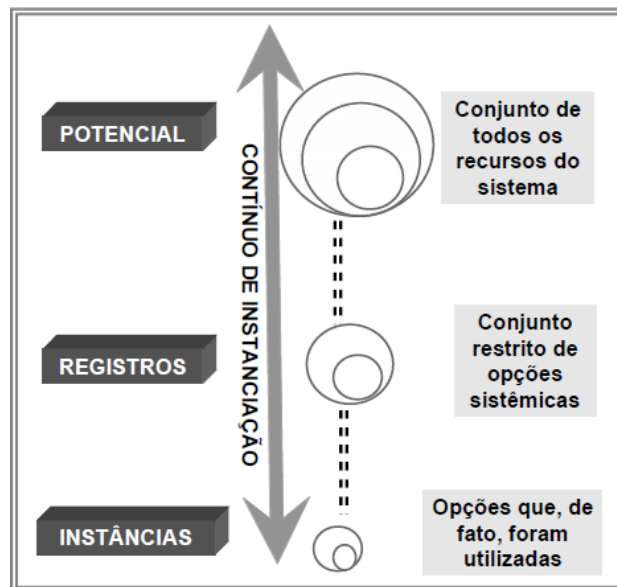 POTENCIAL
Conjunto de
todos os
recursos do
sistema
CONTÍNUO DE INSTANCIAÇÃO
REGISTROS
Conjunto
restrito de
opções
sistêmicas
INSTÂNCIAS
Opções que, de
fato, foram
utilizadas